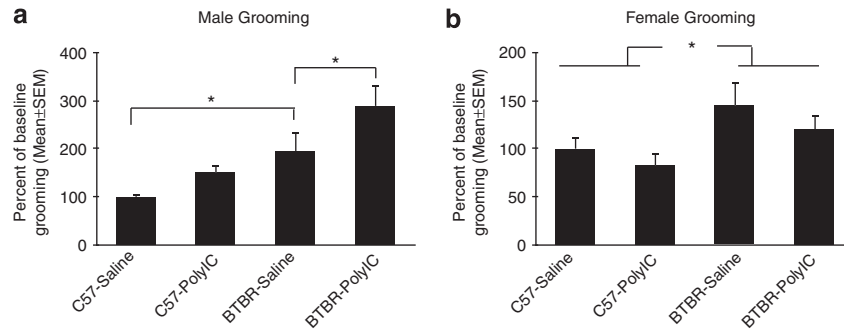 a
Male Grooming
Percent of baseline
grooming (Mean±SEM)
400
300
200
100
0
*
*
C57-Saline
C57-PolyIC
BTBR-Saline
BTBR-PolyIC
b
Female Grooming
Percent of baseline
grooming (Mean±SEM)
200
150
100
50
0
*
C57-Saline
C57-PolyIC
BTBR-Saline
BTBR-PolyIC